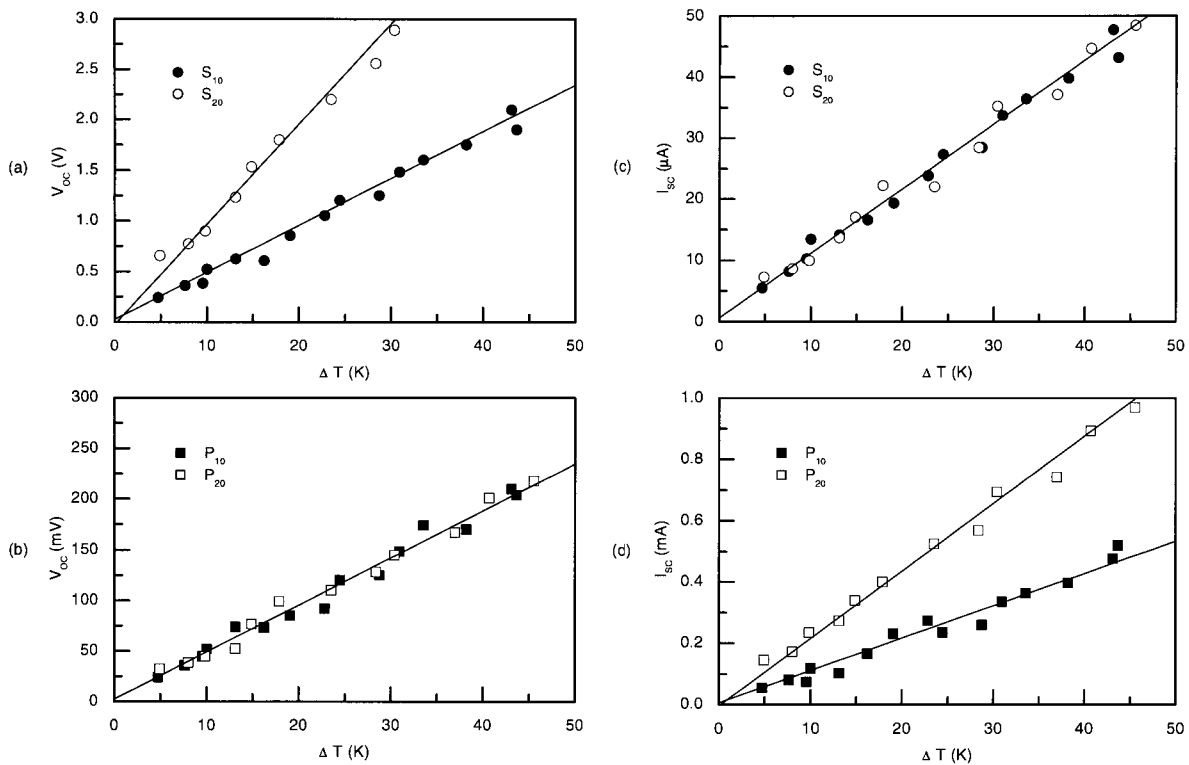 (a)
V_OC (V)
3.0
2.5
2.0
1.5
1.0
0.5
0.0
S_10
S_20
0 10 20 30 40 50
Δ T (K)
(c)
I_SC (μA)
50
40
30
20
10
0
S_10
S_20
0 10 20 30 40 50
Δ T (K)
(b)
V_OC (mV)
300
250
200
150
100
50
0
P_10
P_20
0 10 20 30 40 50
Δ T (K)
(d)
I_SC (mA)
1.0
0.8
0.6
0.4
0.2
0.0
P_10
P_20
0 10 20 30 40 50
Δ T (K)